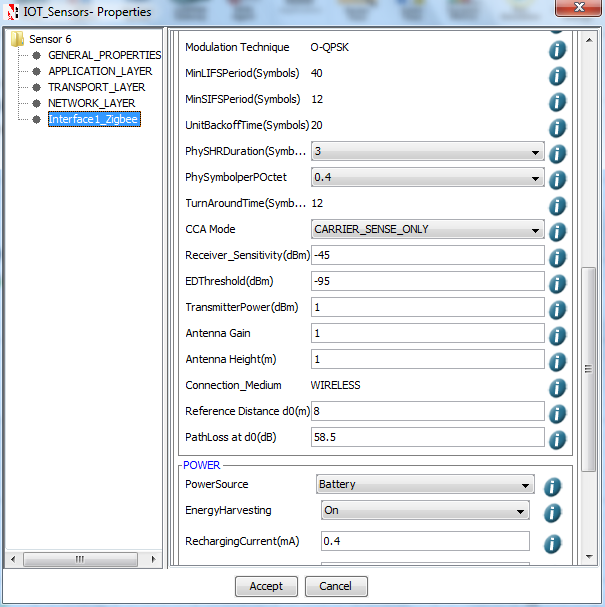 IOT_Sensors- Properties
Sensor 6
GENERAL_PROPERTIES
APPLICATION_LAYER
TRANSPORT_LAYER
NETWORK_LAYER
Interface1_Zigbee
Modulation Technique O-QPSK
MinLIFSPeriod(Symbols) 40
MinSIFSPeriod(Symbols) 12
UnitBackoffTime(Symbols) 20
PhySHRDuration(Symb... 3
PhySymbolperPOctet 0.4
TurnAroundTime(Symb... 12
CCA Mode CARRIER_SENSE_ONLY
Receiver_Sensitivity(dBm) -45
EDThreshold(dBm) -95
TransmitterPower(dBm) 1
Antenna Gain 1
Antenna Height(m) 1
Connection_Medium WIRELESS
Reference Distance d0(m) 8
PathLoss at d0(dB) 58.5
POWER
PowerSource Battery
EnergyHarvesting On
RechargingCurrent(mA) 0.4
Accept Cancel